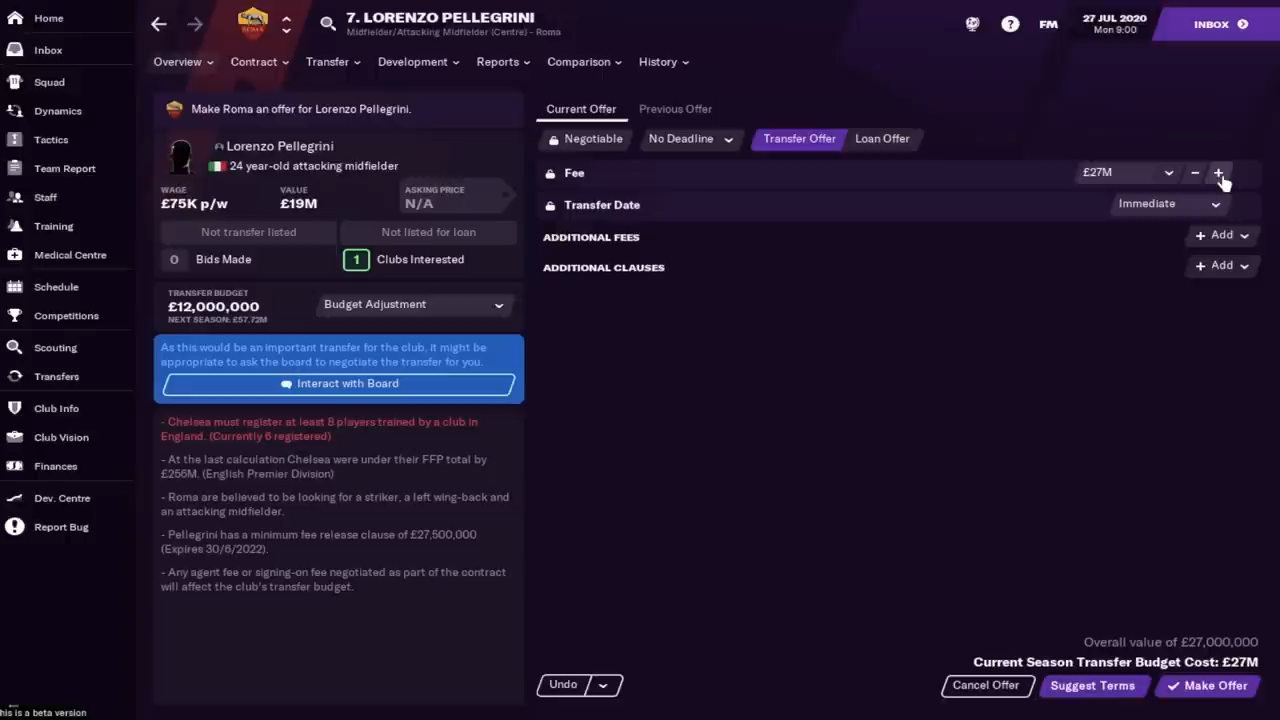 Home
Inbox
Squad
Dynamics
Tactics
Team Report
Staff
Training
Medical Centre
Schedule
Competitions
Scouting
Transfers
Club Info
Club Vision
Finances
Dev. Centre
Report Bug
his is a beta version
ROMA
7. LORENZO PELLEGRINI
Midfielder/Attacking Midfielder (Centre) - Roma
FM
27 JUL 2020
Mon 9:00
INBOX
Overview
Contract
Transfer
Development
Reports
Comparison
History
Make Roma an offer for Lorenzo Pellegrini.
Lorenzo Pellegrini
24 year-old attacking midfielder
WAGE
£75K p/w
VALUE
£19M
ASKING PRICE
N/A
Not transfer listed
Not listed for loan
0 Bids Made
1 Clubs Interested
TRANSFER BUDGET
£12,000,000
NEXT SEASON: £57.72M
Budget Adjustment
As this would be an important transfer for the club, it might be
appropriate to ask the board to negotiate the transfer for you.
Interact with Board
- Chelsea must register at least 8 players trained by a club in
England. (Currently 6 registered)
- At the last calculation Chelsea were under their FFP total by
£256M. (English Premier Division)
- Roma are believed to be looking for a striker, a left wing-back and
an attacking midfielder.
- Pellegrini has a minimum fee release clause of £27,500,000
(Expires 30/6/2022).
- Any agent fee or signing-on fee negotiated as part of the contract
will affect the club's transfer budget.
Current Offer
Previous Offer
Negotiable
No Deadline
Transfer Offer
Loan Offer
Fee
£27M
- +
Transfer Date
Immediate
ADDITIONAL FEES
+ Add
ADDITIONAL CLAUSES
+ Add
Overall value of £27,000,000
Current Season Transfer Budget Cost: £27M
Undo
Cancel Offer
Suggest Terms
Make Offer